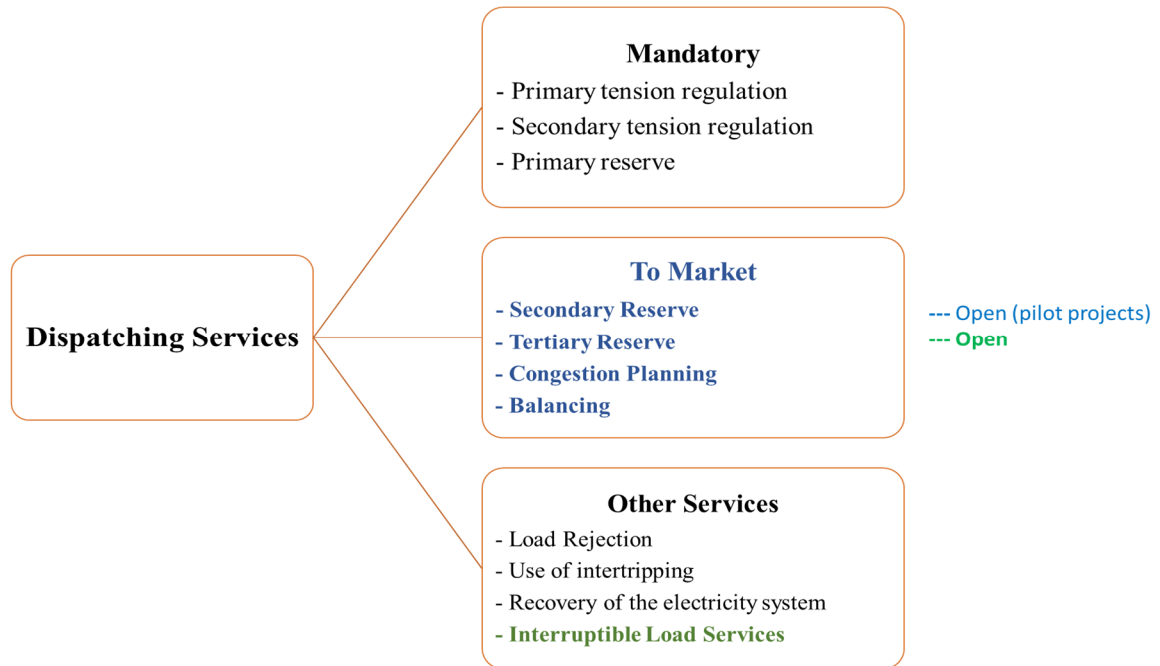 Dispatching Services
Mandatory
- Primary tension regulation
- Secondary tension regulation
- Primary reserve
To Market
- Secondary Reserve
- Tertiary Reserve
- Congestion Planning
- Balancing
Other Services
- Load Rejection
- Use of intertripping
- Recovery of the electricity system
- Interruptible Load Services
--- Open (pilot projects)
--- Open